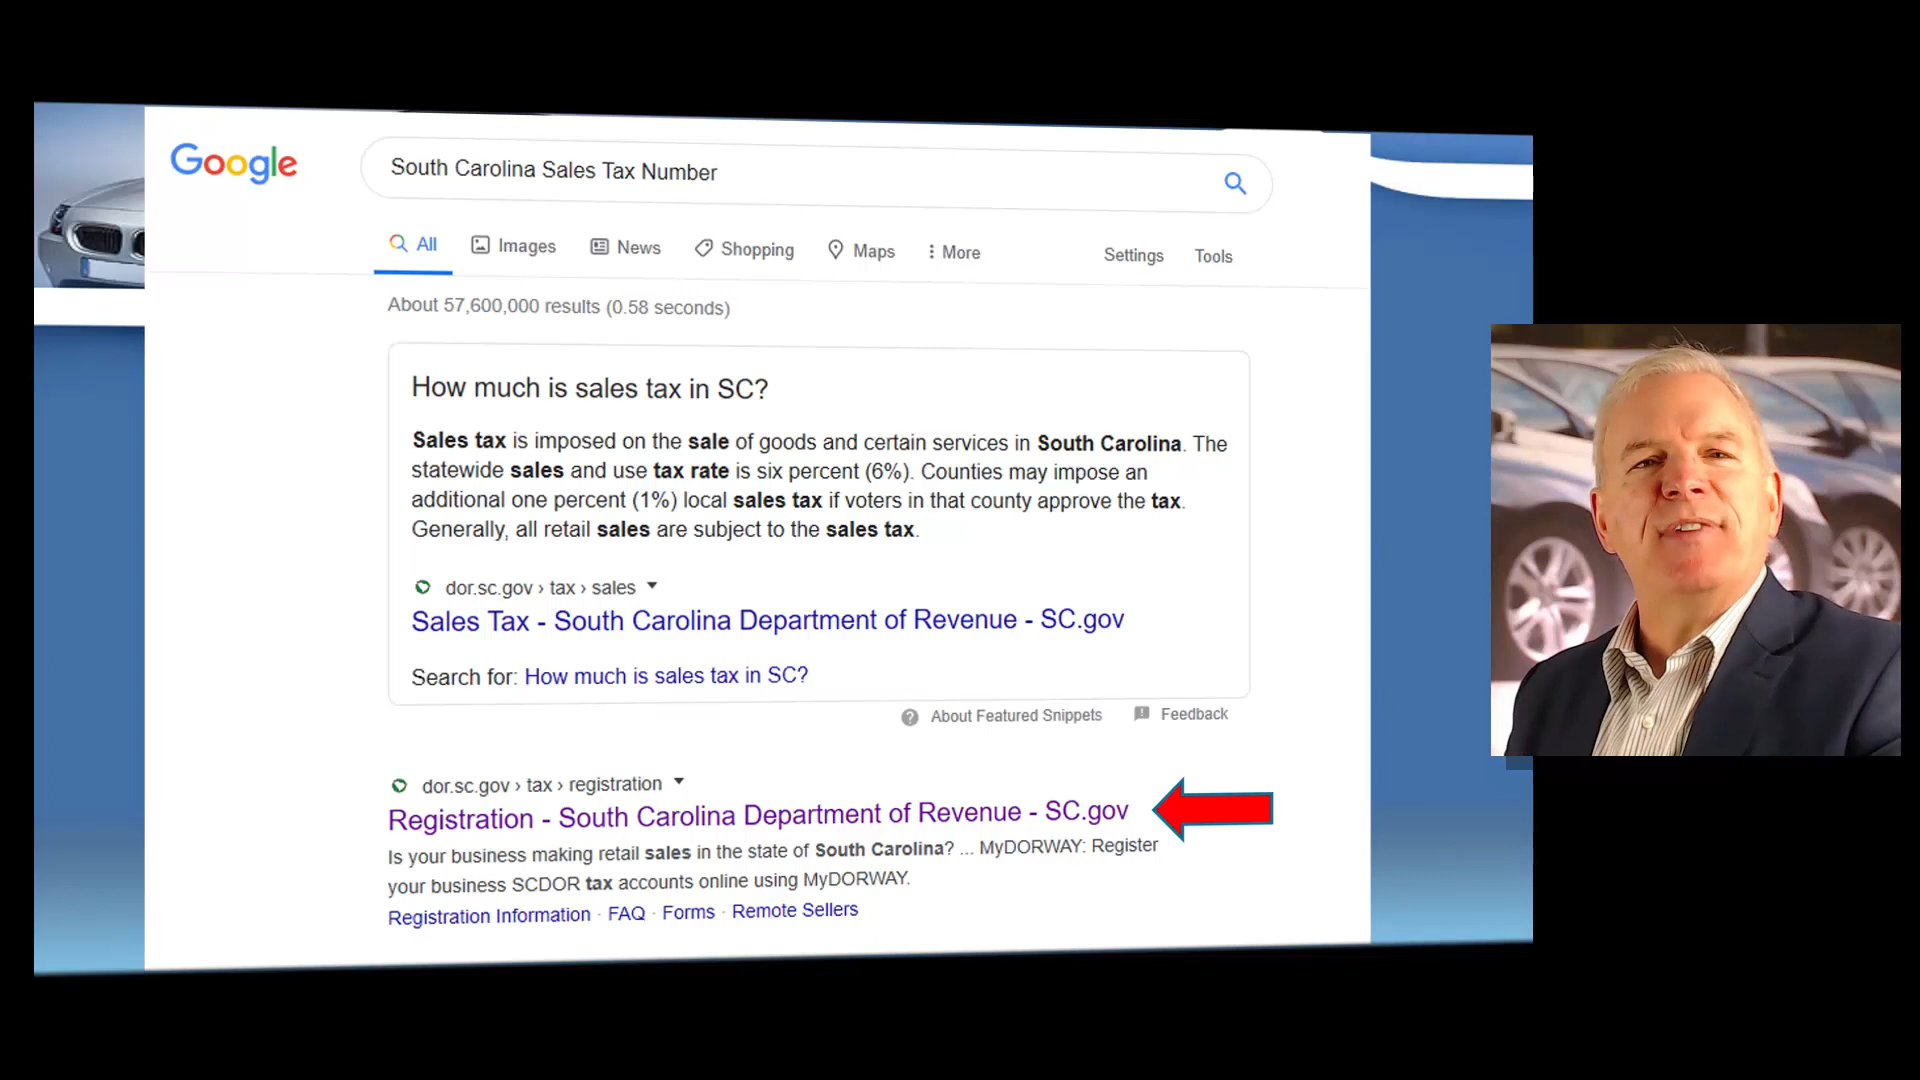 Google
South Carolina Sales Tax Number
All Images News Shopping Maps More Settings Tools
About 57,600,000 results (0.58 seconds)
How much is sales tax in SC?
Sales tax is imposed on the sale of goods and certain services in South Carolina. The
statewide sales and use tax rate is six percent (6%). Counties may impose an
additional one percent (1%) local sales tax if voters in that county approve the tax.
Generally, all retail sales are subject to the sales tax.
dor.sc.gov › tax › sales
Sales Tax - South Carolina Department of Revenue - SC.gov
Search for: How much is sales tax in SC?
About Featured Snippets Feedback
dor.sc.gov › tax › registration
Registration - South Carolina Department of Revenue - SC.gov
Is your business making retail sales in the state of South Carolina? ... MyDORWAY: Register
your business SCDOR tax accounts online using MyDORWAY.
Registration Information · FAQ · Forms · Remote Sellers